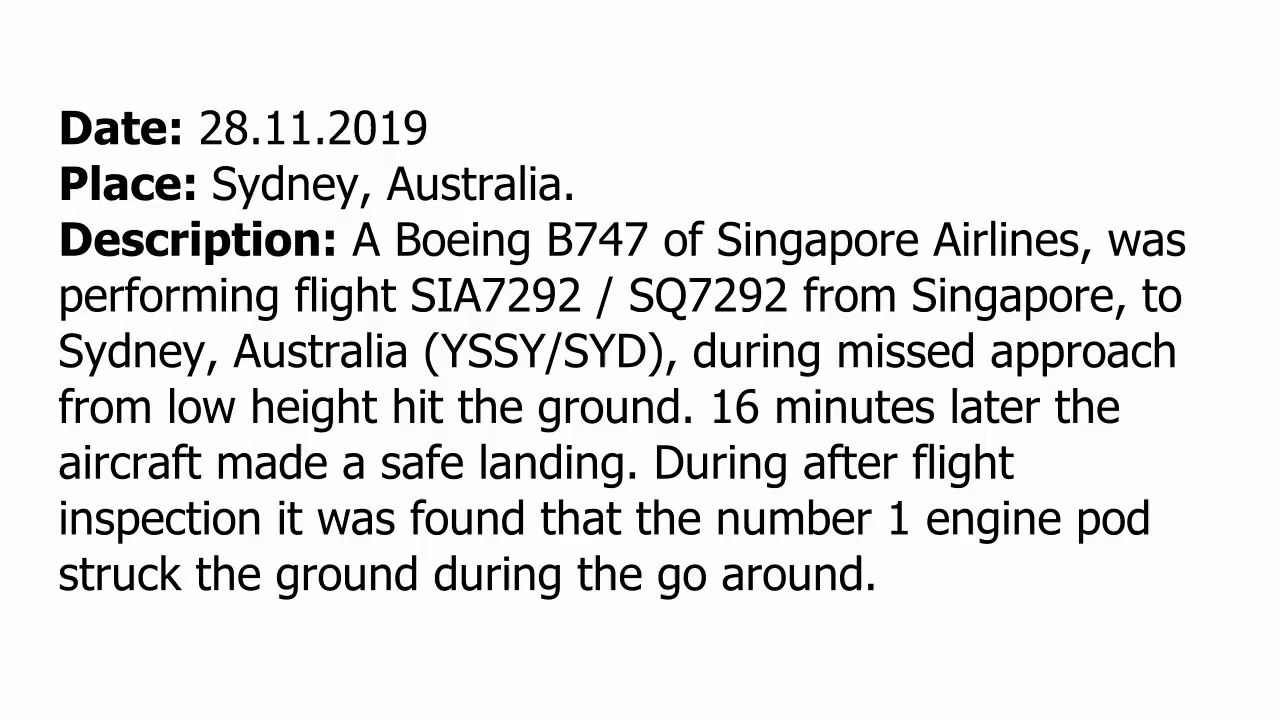 Date: 28.11.2019
Place: Sydney, Australia.
Description: A Boeing B747 of Singapore Airlines, was
performing flight SIA7292 / SQ7292 from Singapore, to
Sydney, Australia (YSSY/SYD), during missed approach
from low height hit the ground. 16 minutes later the
aircraft made a safe landing. During after flight
inspection it was found that the number 1 engine pod
struck the ground during the go around.